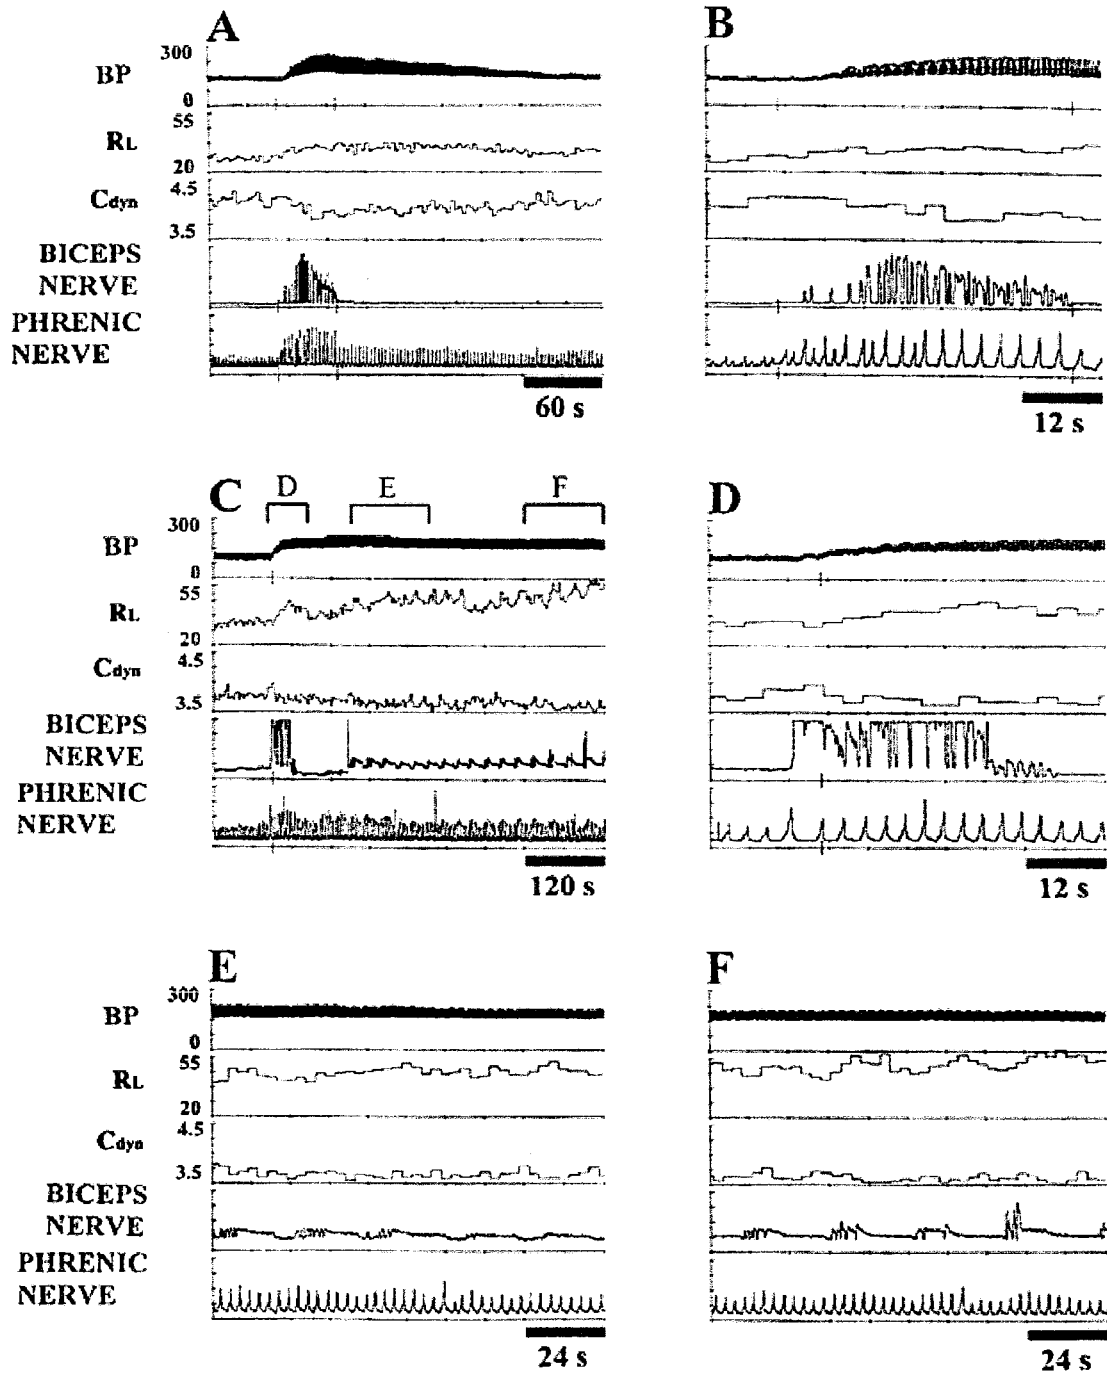 A
B
300
BP
0
55
RL
20
4.5
Cdyn
3.5
BICEPS
NERVE
PHRENIC
NERVE
60 s
12 s
C
D
E
F
D
300
BP
0
55
RL
20
4.5
Cdyn
3.5
BICEPS
NERVE
PHRENIC
NERVE
120 s
12 s
E
F
300
BP
0
55
RL
20
4.5
Cdyn
3.5
BICEPS
NERVE
PHRENIC
NERVE
24 s
24 s